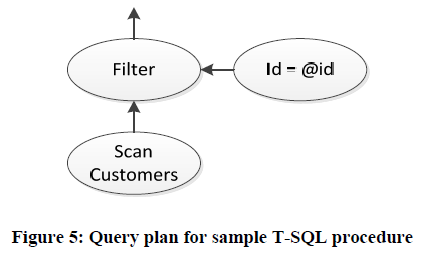 Filter
Id = @id
Scan
Customers
Figure 5: Query plan for sample T-SQL procedure